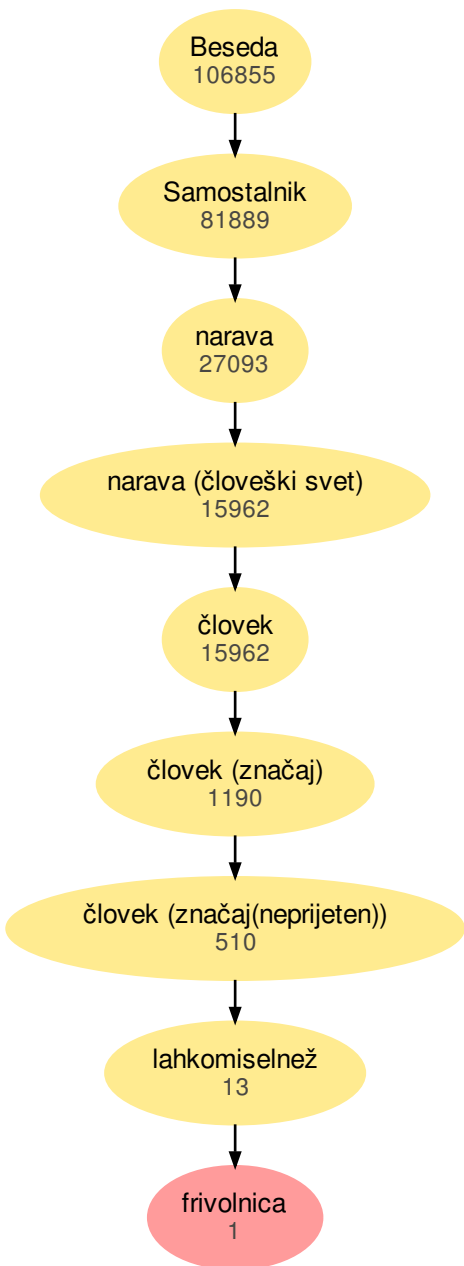 Beseda
106855
Samostalnik
81889
narava
27093
narava (človeški svet)
15962
človek
15962
človek (značaj)
1190
človek (značaj(neprijeten))
510
lahkomiselnež
13
frivolnica
1